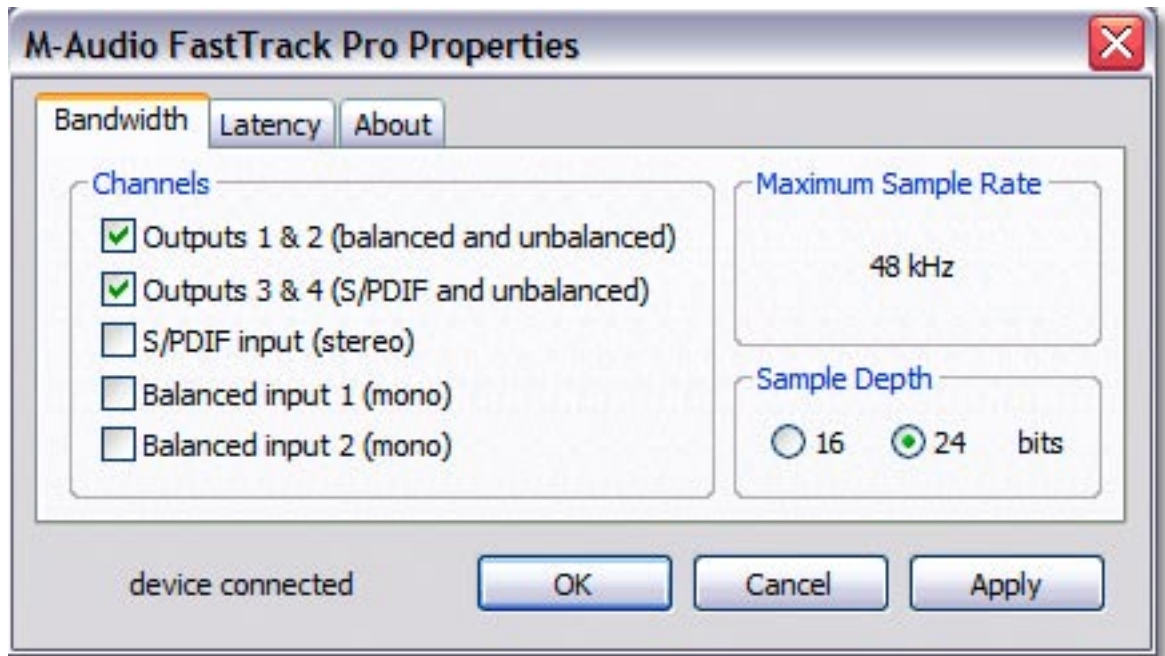 M-Audio FastTrack Pro Properties
Bandwidth
Latency
About
Channels
Outputs 1 & 2 (balanced and unbalanced)
Outputs 3 & 4 (S/PDIF and unbalanced)
S/PDIF input (stereo)
Balanced input 1 (mono)
Balanced input 2 (mono)
Maximum Sample Rate
48 kHz
Sample Depth
16 24 bits
device connected
OK
Cancel
Apply